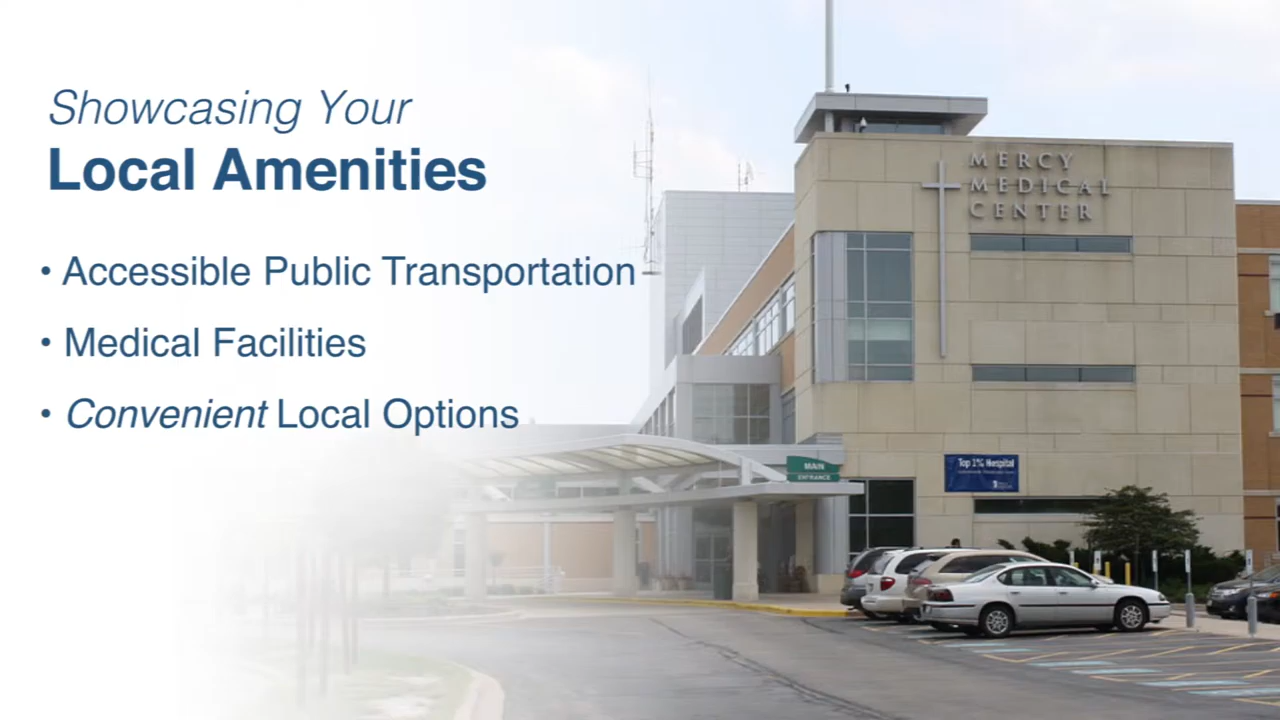 Showcasing Your
Local Amenities
• Accessible Public Transportation
• Medical Facilities
• Convenient Local Options
MERCY
MEDICAL
CENTER
MAIN
ENTRANCE
Top 1% Hospital